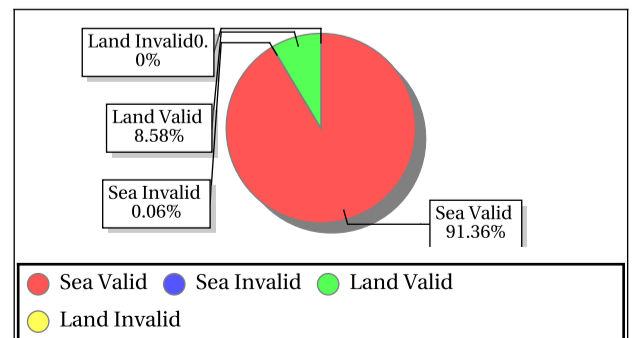 Land Invalid0.
0%
Land Valid
8.58%
Sea Invalid
0.06%
Sea Valid
91.36%
Sea Valid
Sea Invalid
Land Valid
Land Invalid